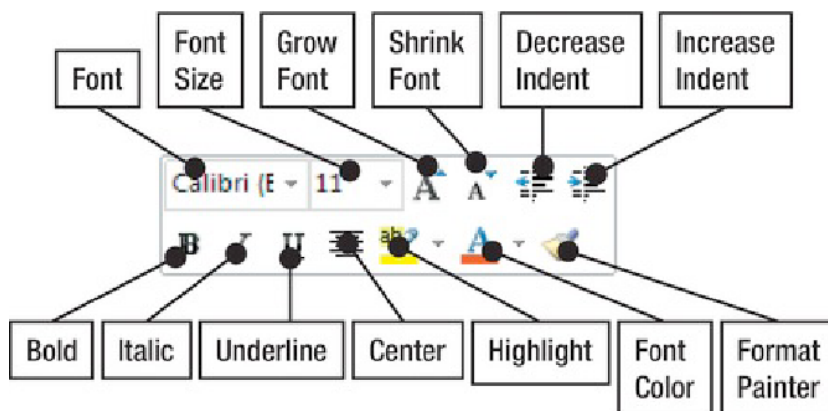 Font
Font
Size
Grow
Font
Shrink
Font
Decrease
Indent
Increase
Indent
Calibri (E
11
A
A
B
I
U
ab
A
Bold
Italic
Underline
Center
Highlight
Font
Color
Format
Painter